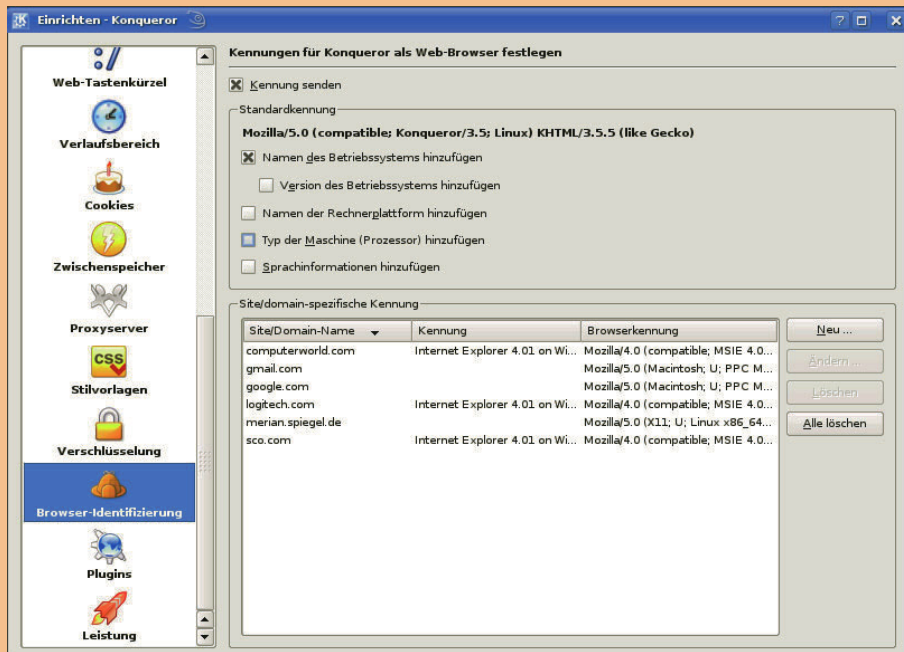 Einrichten - Konqueror
Web-Tastenkürzel
Verlaufsbereich
Cookies
Zwischenspeicher
Proxyserver
CSS
Stilvorlagen
Verschlüsselung
Browser-Identifizierung
Plugins
Leistung
Kennungen für Konqueror als Web-Browser festlegen
Kennung senden
Standardkennung
Mozilla/5.0 (compatible; Konqueror/3.5; Linux) KHTML/3.5.5 (like Gecko)
Namen des Betriebssystems hinzufügen
Version des Betriebssystems hinzufügen
Namen der Rechnerplattform hinzufügen
Typ der Maschine (Prozessor) hinzufügen
Sprachinformationen hinzufügen
Site/domain-spezifische Kennung
Site/Domain-Name Kennung Browserkennung
computerworld.com Internet Explorer 4.01 on Wi... Mozilla/4.0 (compatible; MSIE 4.0...
gmail.com Mozilla/5.0 (Macintosh; U; PPC M...
google.com Mozilla/5.0 (Macintosh; U; PPC M...
logitech.com Internet Explorer 4.01 on Wi... Mozilla/4.0 (compatible; MSIE 4.0...
merian.spiegel.de Mozilla/5.0 (X11; U; Linux x86_64...
sco.com Internet Explorer 4.01 on Wi... Mozilla/4.0 (compatible; MSIE 4.0...
Neu ...
Ändern ...
Löschen
Alle löschen